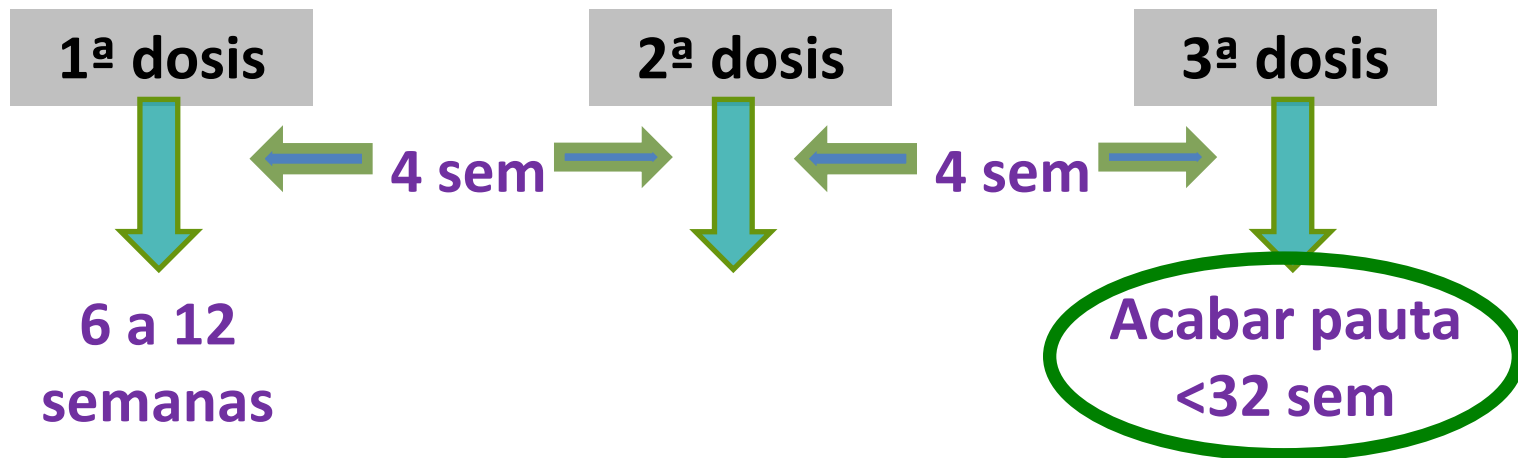 1ª dosis
2ª dosis
3ª dosis
4 sem
4 sem
6 a 12
semanas
Acabar pauta
<32 sem